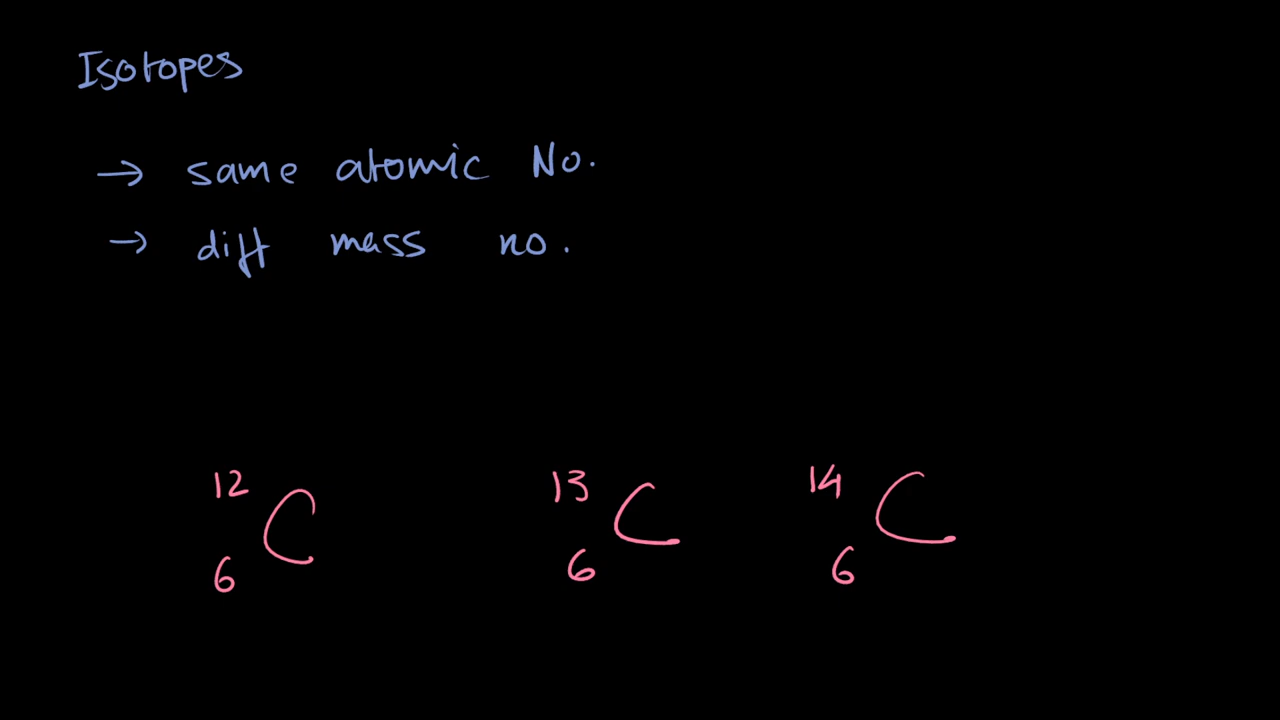 Isotopes
→ same atomic No.
→ diff mass no.
12 13 14
C C C
6 6 6